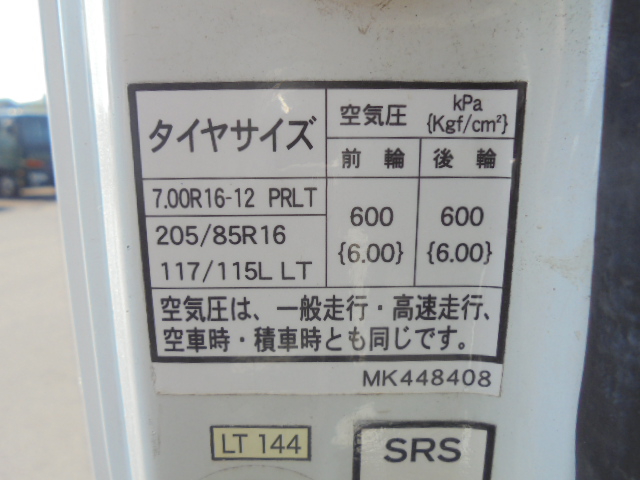 タイヤサイズ
空気圧 kPa
{Kgf/cm²}
前輪 後輪
7.00R16-12 PRLT
205/85R16
117/115L LT
600 600
{6.00} {6.00}
空気圧は、一般走行・高速走行、
空車時・積車時とも同じです。
MK448408
LT 144
SRS